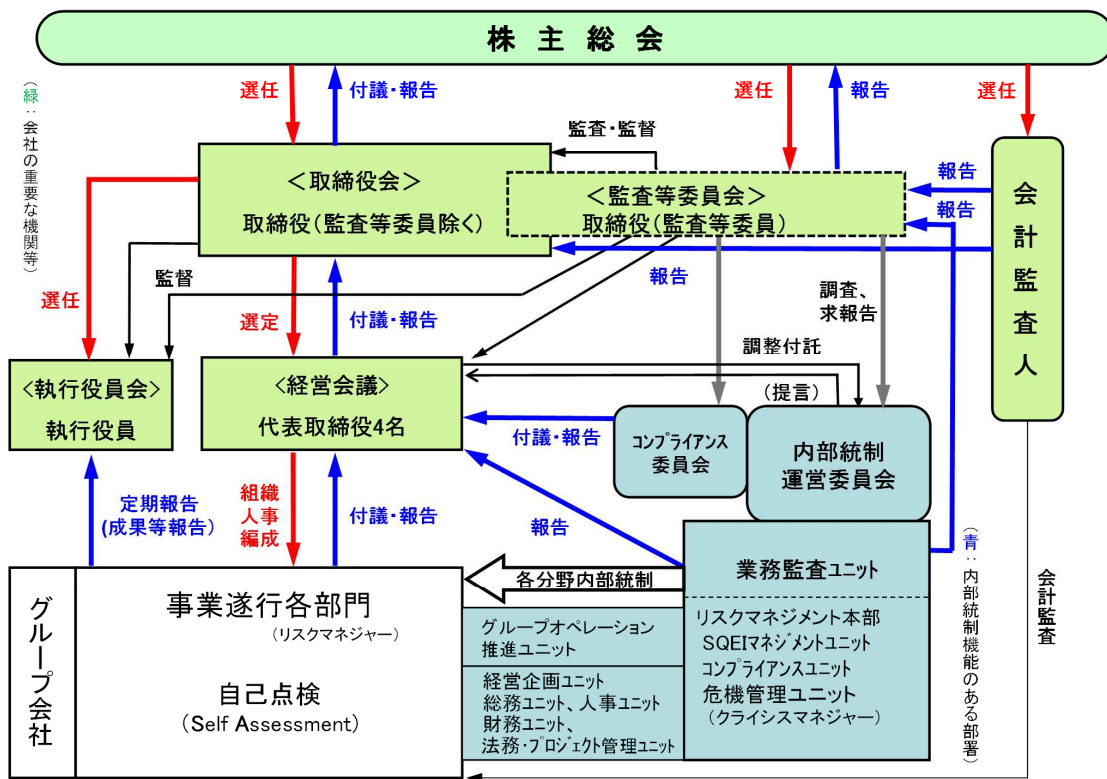 株主総会
(緑:会社の重要な機関等)
選任
付議・報告
選任
報告
選任
監査・監督
<取締役会>
取締役(監査等委員除く)
<監査等委員会>
取締役(監査等委員)
報告
報告
会計監査人
監督
報告
選任
選定
付議・報告
調査、
求報告
調整付託
(提言)
<執行役員会>
執行役員
<経営会議>
代表取締役4名
付議・報告
コンプライアンス
委員会
内部統制
運営委員会
定期報告
(成果等報告)
組織
人事
編成
付議・報告
報告
(青:内部統制機能のある部署)
会計監査
各分野内部統制
業務監査ユニット
グループ会社
事業遂行各部門
(リスクマネジャー)
自己点検
(Self Assessment)
グループオペレーション
推進ユニット
経営企画ユニット
総務ユニット、人事ユニット
財務ユニット、
法務・プロジェクト管理ユニット
リスクマネジメント本部
SQEIマネジメントユニット
コンプライアンスユニット
危機管理ユニット
(クライシスマネジャー)